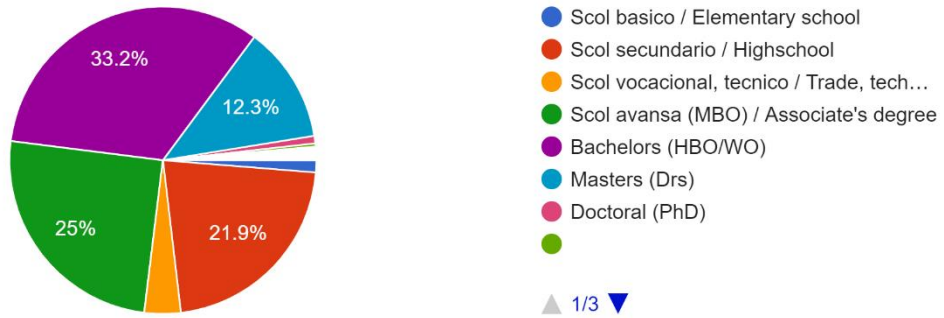 33.2%
12.3%
25%
21.9%
Scol basico / Elementary school
Scol secundario / Highschool
Scol vocacional, tecnico / Trade, tech…
Scol avansa (MBO) / Associate's degree
Bachelors (HBO/WO)
Masters (Drs)
Doctoral (PhD)
1/3